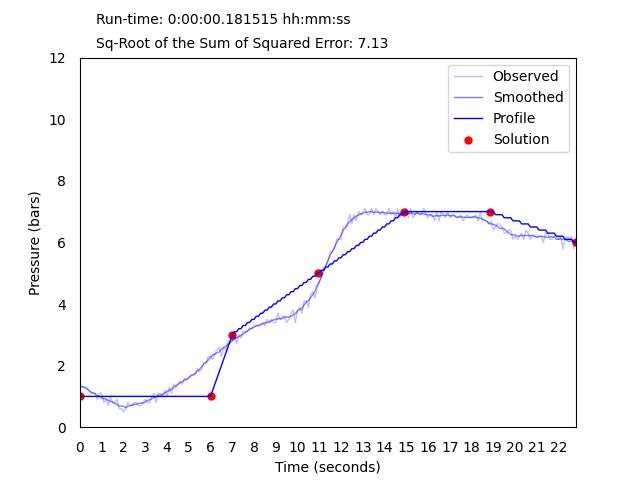 Run-time: 0:00:00.181515 hh:mm:ss
Sq-Root of the Sum of Squared Error: 7.13
12
10
8
6
4
2
0
Pressure (bars)
Observed
Smoothed
Profile
Solution
0 1 2 3 4 5 6 7 8 9 10 11 12 13 14 15 16 17 18 19 20 21 22
Time (seconds)